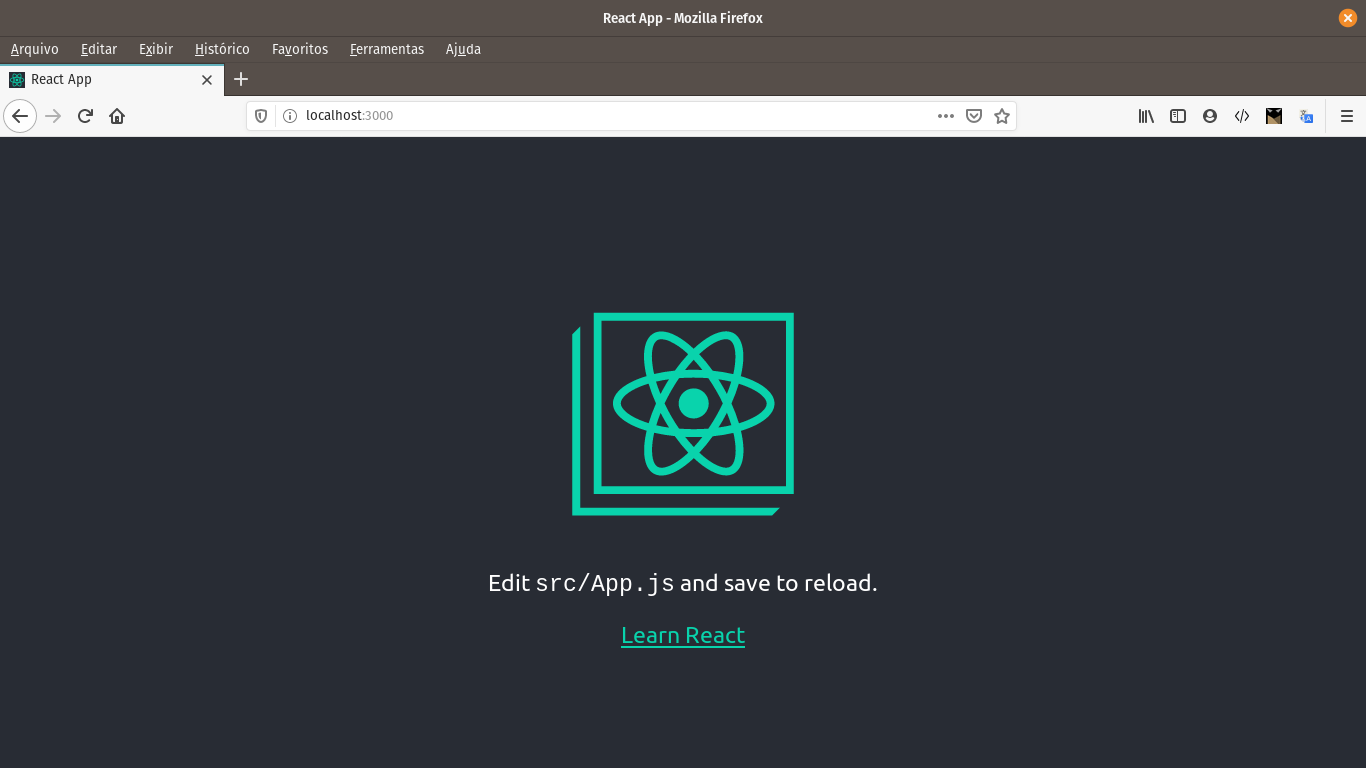 React App - Mozilla Firefox
Arquivo Editar Exibir Histórico Favoritos Ferramentas Ajuda
React App
localhost:3000
Edit src/App.js and save to reload.
Learn React